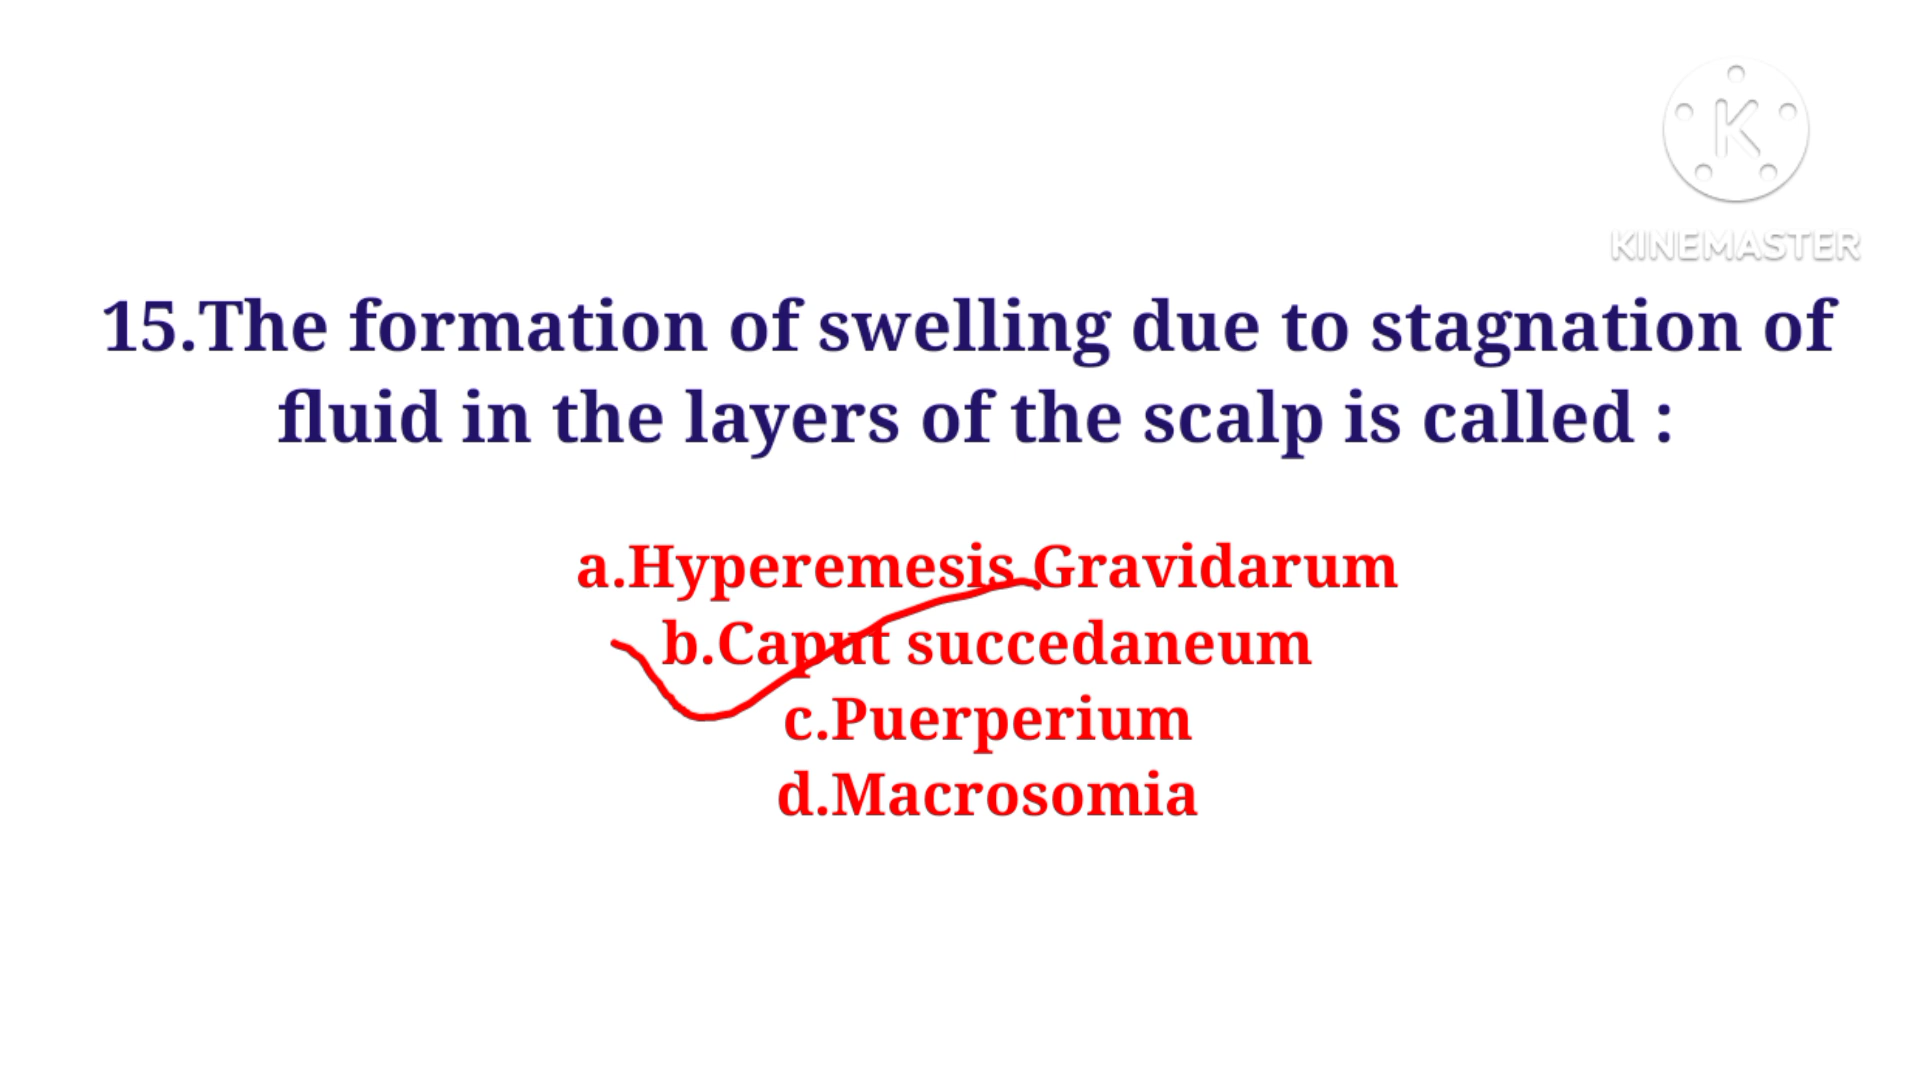 K
KINEMASTER
15.The formation of swelling due to stagnation of
fluid in the layers of the scalp is called :
a.Hyperemesis Gravidarum
b.Caput succedaneum
c.Puerperium
d.Macrosomia